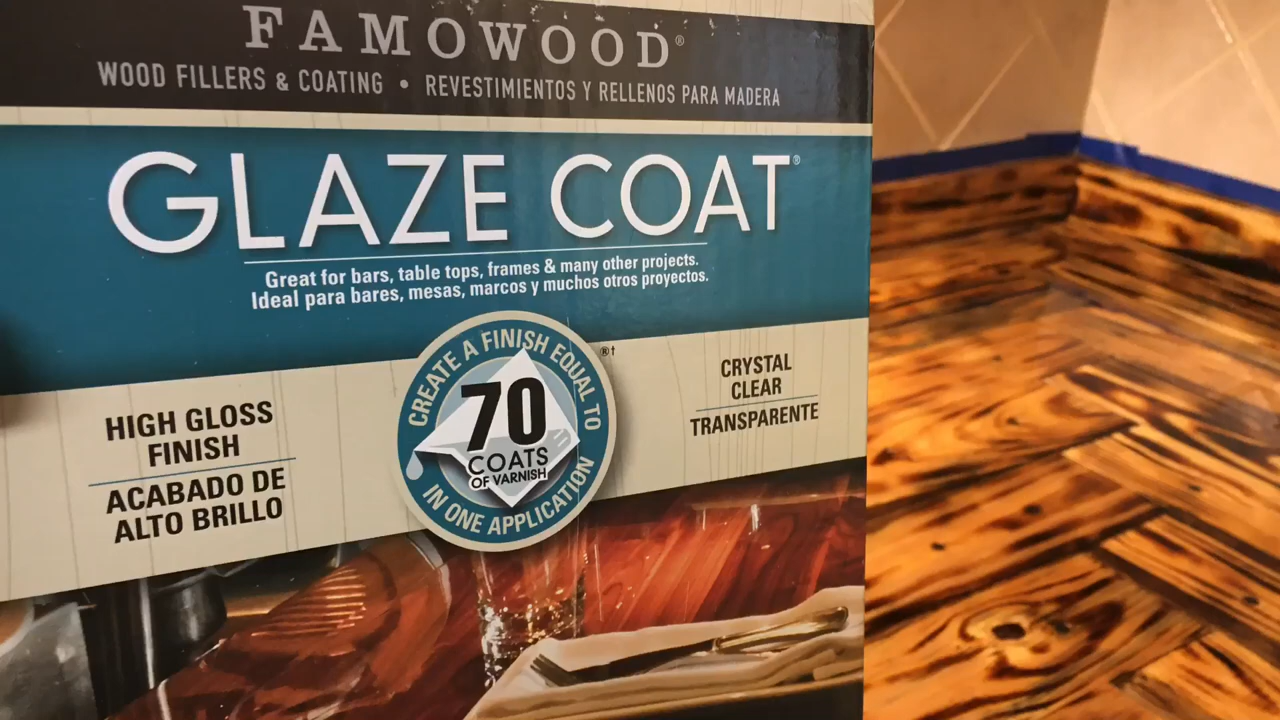 FAMOWOOD®
WOOD FILLERS & COATING • REVESTIMIENTOS Y RELLENOS PARA MADERA
GLAZE COAT®
Great for bars, table tops, frames & many other projects.
Ideal para bares, mesas, marcos y muchos otros proyectos.
HIGH GLOSS
FINISH
ACABADO DE
ALTO BRILLO
CREATE A FINISH EQUAL TO
70
COATS
OF VARNISH
IN ONE APPLICATION
®†
CRYSTAL
CLEAR
TRANSPARENTE